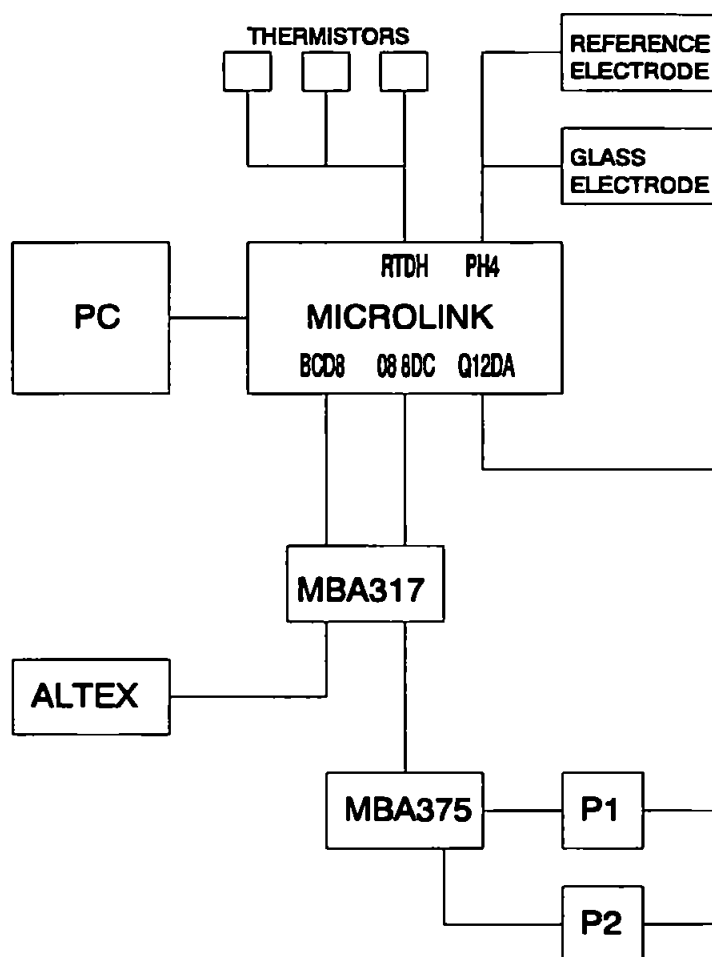 THERMISTORS
REFERENCE
ELECTRODE
GLASS
ELECTRODE
RTDH PH4
PC
MICROLINK
BCD8 08 8DC Q12DA
MBA317
ALTEX
MBA375
P1
P2